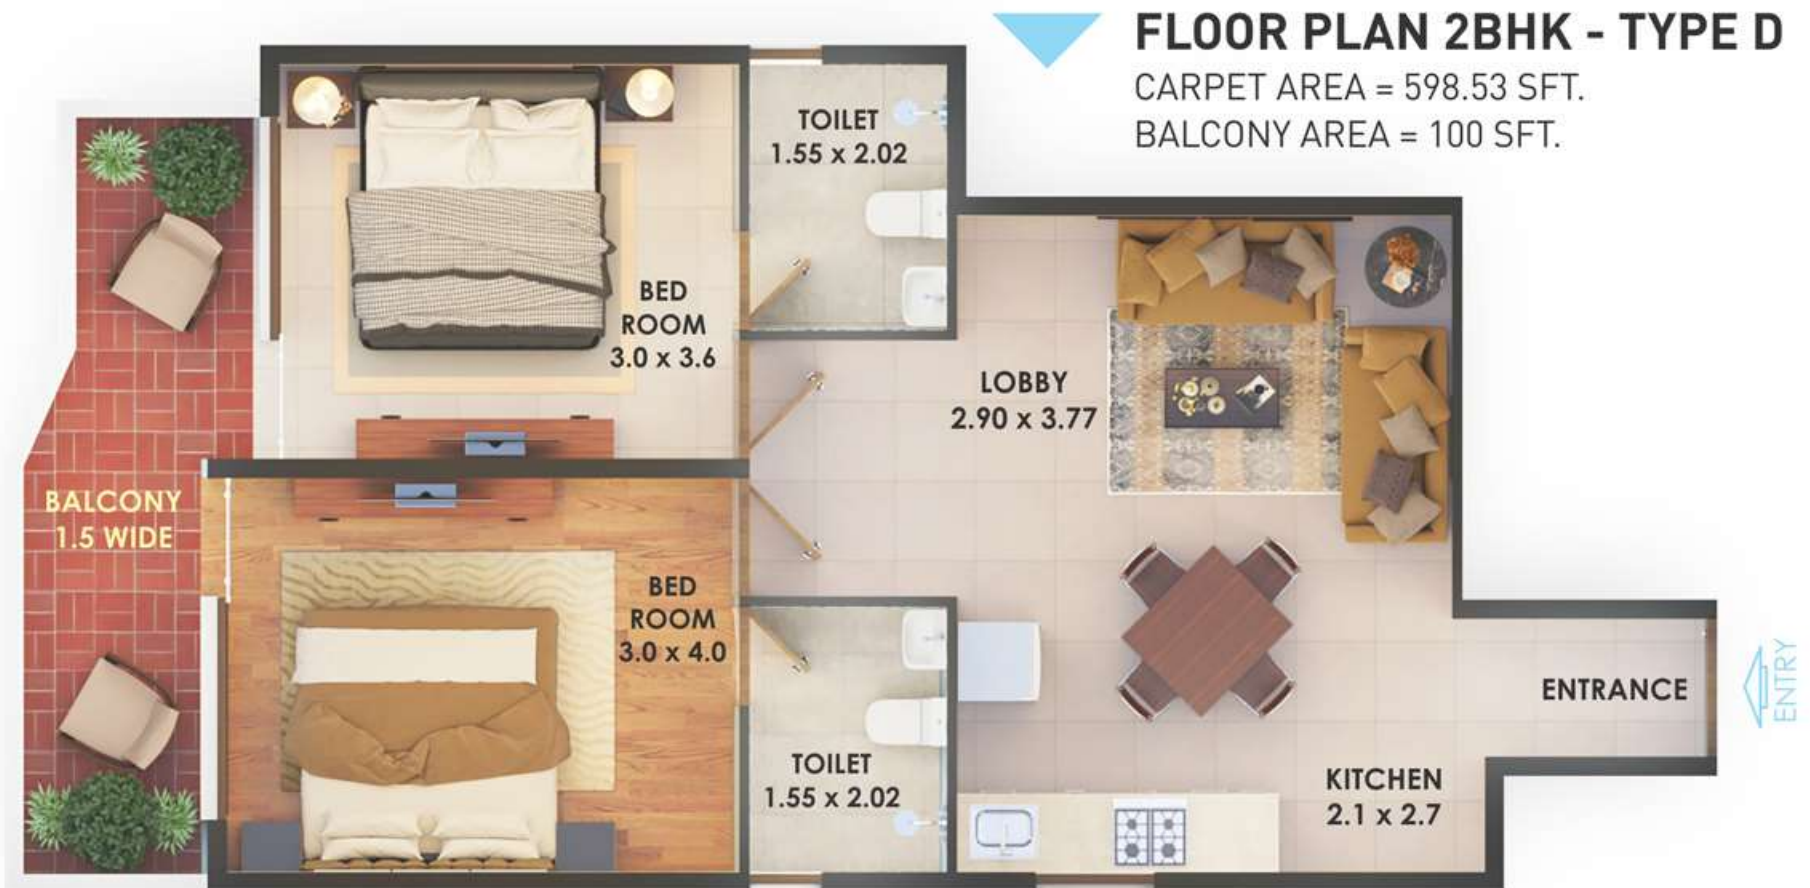 FLOOR PLAN 2BHK - TYPE D
CARPET AREA = 598.53 SFT.
BALCONY AREA = 100 SFT.
TOILET
1.55 x 2.02
BED
ROOM
3.0 x 3.6
LOBBY
2.90 x 3.77
BALCONY
1.5 WIDE
BED
ROOM
3.0 x 4.0
TOILET
1.55 x 2.02
ENTRANCE
ENTRY
KITCHEN
2.1 x 2.7